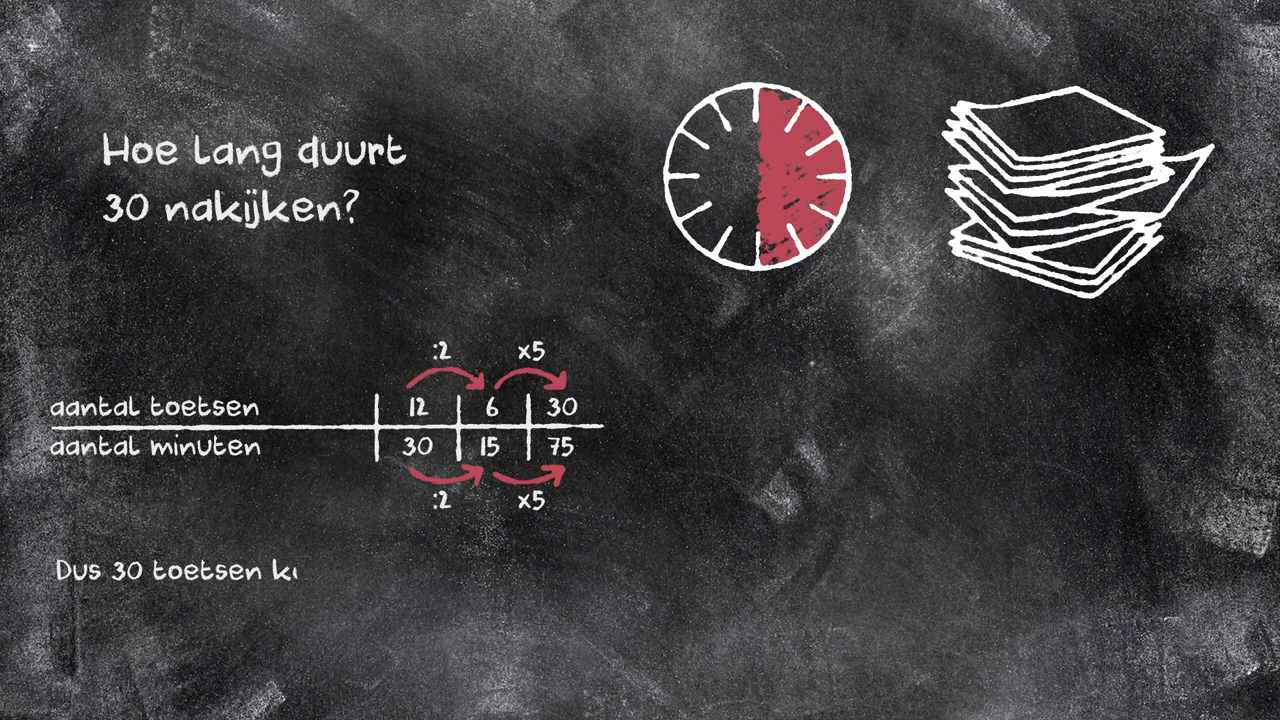 Hoe lang duurt
30 nakijken?
:2 x5
aantal toetsen 12 6 30
aantal minuten 30 15 75
:2 x5
Dus 30 toetsen